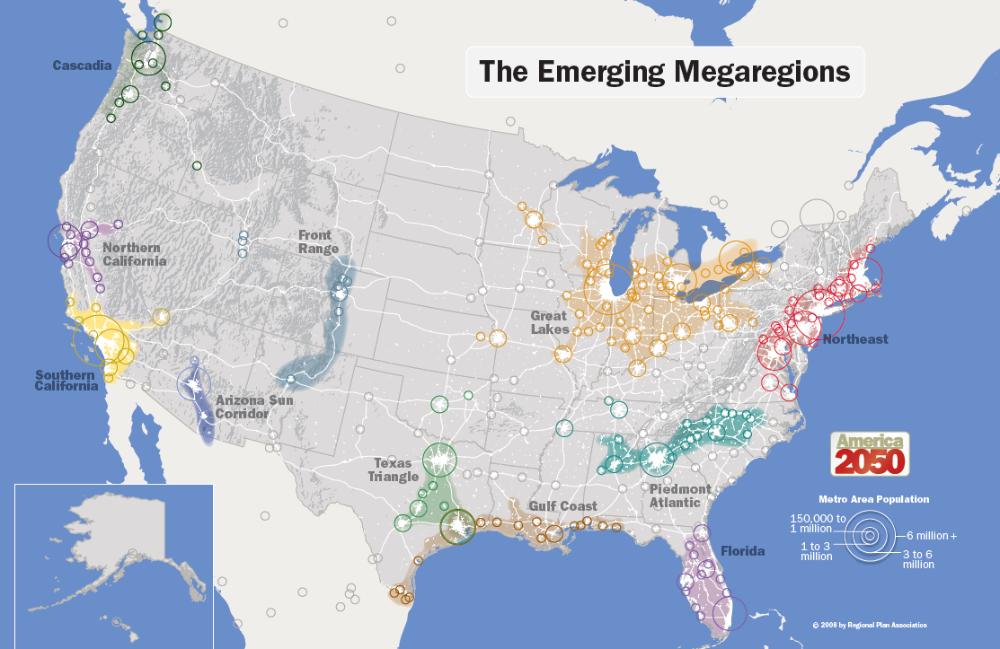 The Emerging Megaregions
Cascadia
Northern
California
Front
Range
Great
Lakes
Northeast
Southern
California
Arizona Sun
Corridor
Texas
Triangle
Gulf Coast
Piedmont
Atlantic
Florida
America
2050
Metro Area Population
150,000 to
1 million
1 to 3
million
6 million+
3 to 6
million
© 2008 by Regional Plan Association